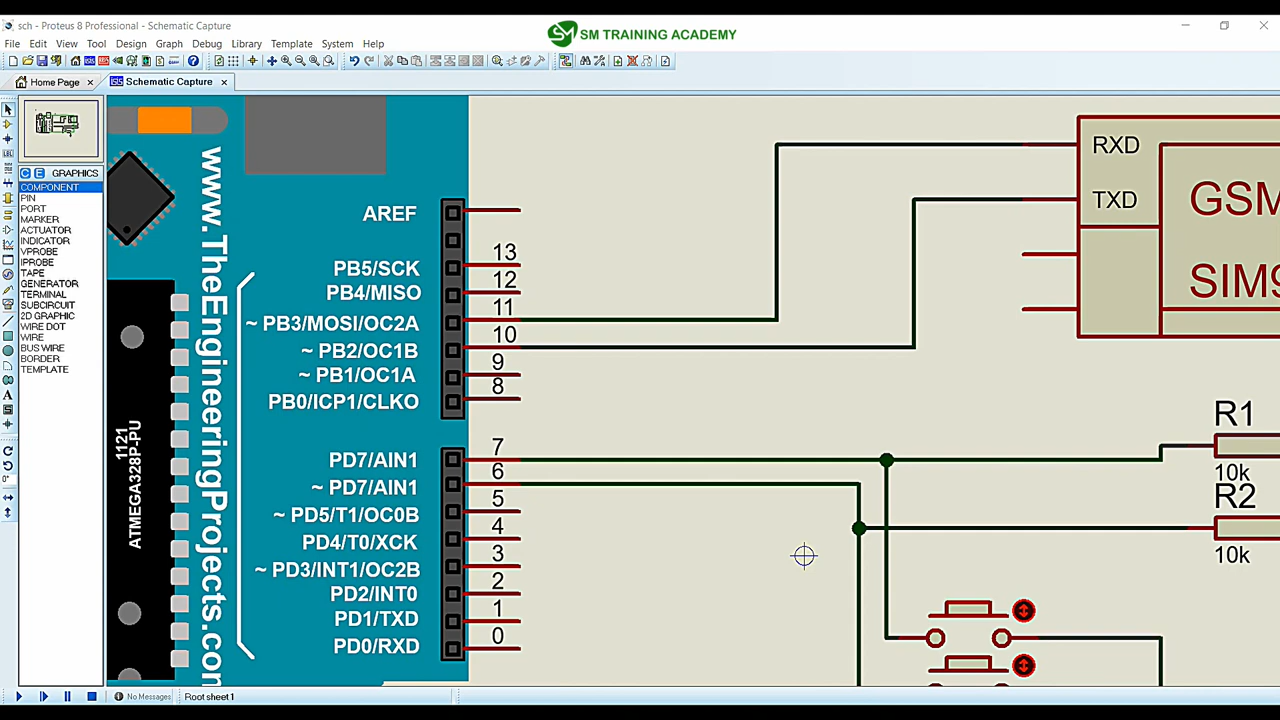 sch - Proteus 8 Professional - Schematic Capture
SM TRAINING ACADEMY
File Edit View Tool Design Graph Debug Library Template System Help
Home Page
Schematic Capture
C E GRAPHICS
COMPONENT
PIN
PORT
MARKER
ACTUATOR
INDICATOR
VPROBE
IPROBE
TAPE
GENERATOR
TERMINAL
SUBCIRCUIT
2D GRAPHIC
WIRE DOT
WIRE
BUS WIRE
BORDER
TEMPLATE
www.TheEngineeringProjects.com
1121
ATMEGA328P-PU
AREF
PB5/SCK 13
PB4/MISO 12
~ PB3/MOSI/OC2A 11
~ PB2/OC1B 10
~ PB1/OC1A 9
PB0/ICP1/CLKO 8
PD7/AIN1 7
~ PD7/AIN1 6
~ PD5/T1/OC0B 5
PD4/T0/XCK 4
~ PD3/INT1/OC2B 3
PD2/INT0 2
PD1/TXD 1
PD0/RXD 0
RXD
TXD
GSM
SIM9
R1
10k
R2
10k
No Messages
Root sheet 1